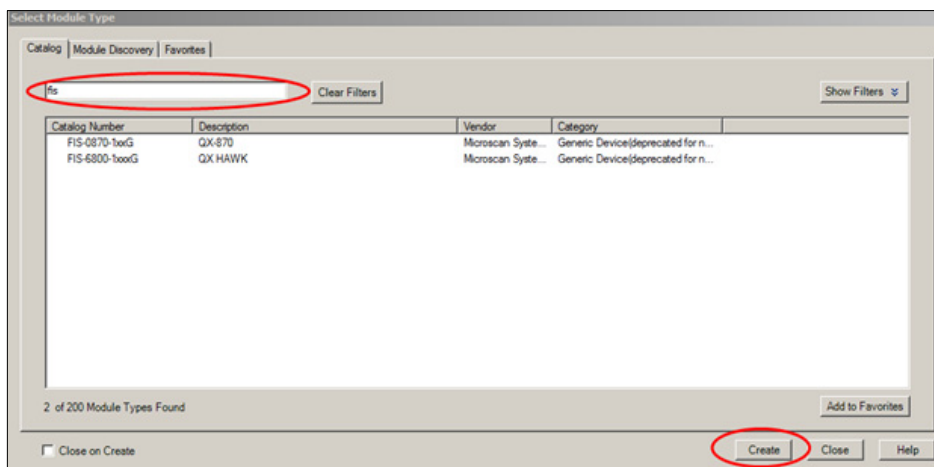 Select Module Type
Catalog Module Discovery Favorites
fis Clear Filters Show Filters
Catalog Number Description Vendor Category
FIS-0870-1xxG QX-870 Microscan Syste... Generic Device(deprecated for n...
FIS-6800-1xxxG QX HAWK Microscan Syste... Generic Device(deprecated for n...
2 of 200 Module Types Found Add to Favorites
Close on Create Create Close Help